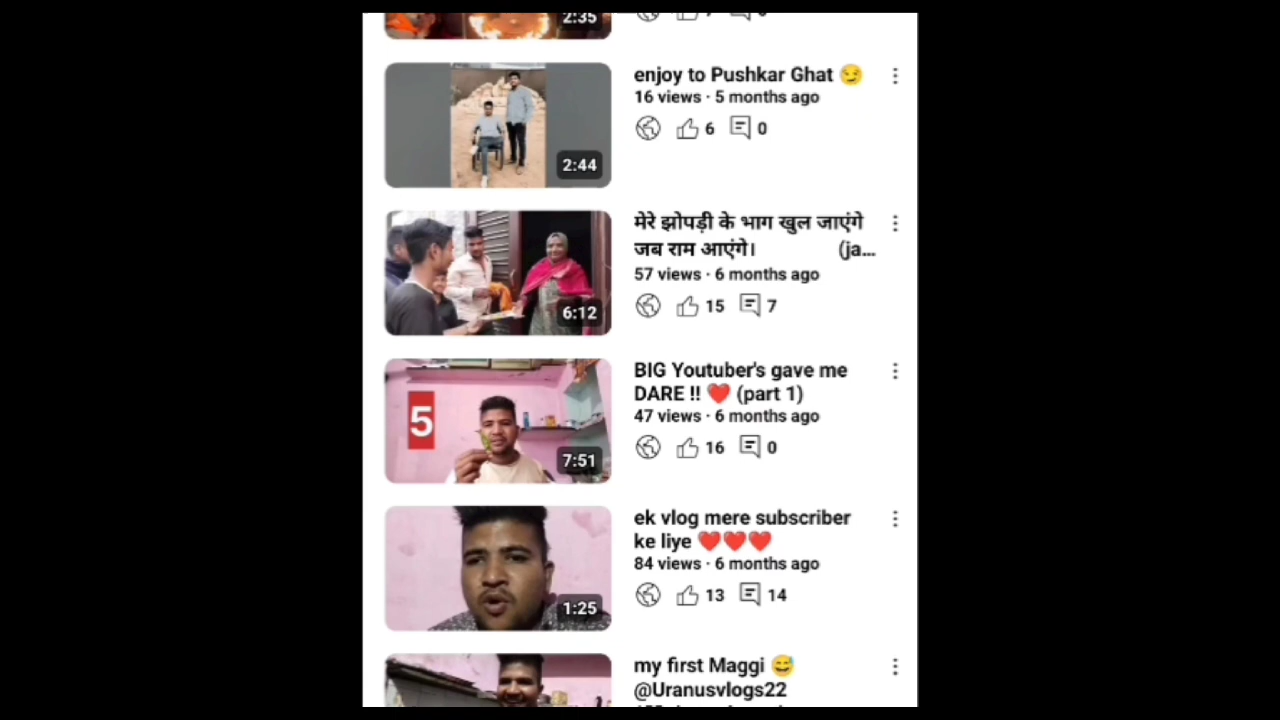 2:35
enjoy to Pushkar Ghat 😏
16 views · 5 months ago
6 0
2:44
मेरे झोपड़ी के भाग खुल जाएंगे
जब राम आएंगे। (ja...
57 views · 6 months ago
15 7
6:12
BIG Youtuber's gave me
DARE !! ❤️ (part 1)
47 views · 6 months ago
16 0
5
7:51
ek vlog mere subscriber
ke liye ❤️❤️❤️
84 views · 6 months ago
13 14
1:25
my first Maggi 😅
@Uranusvlogs22